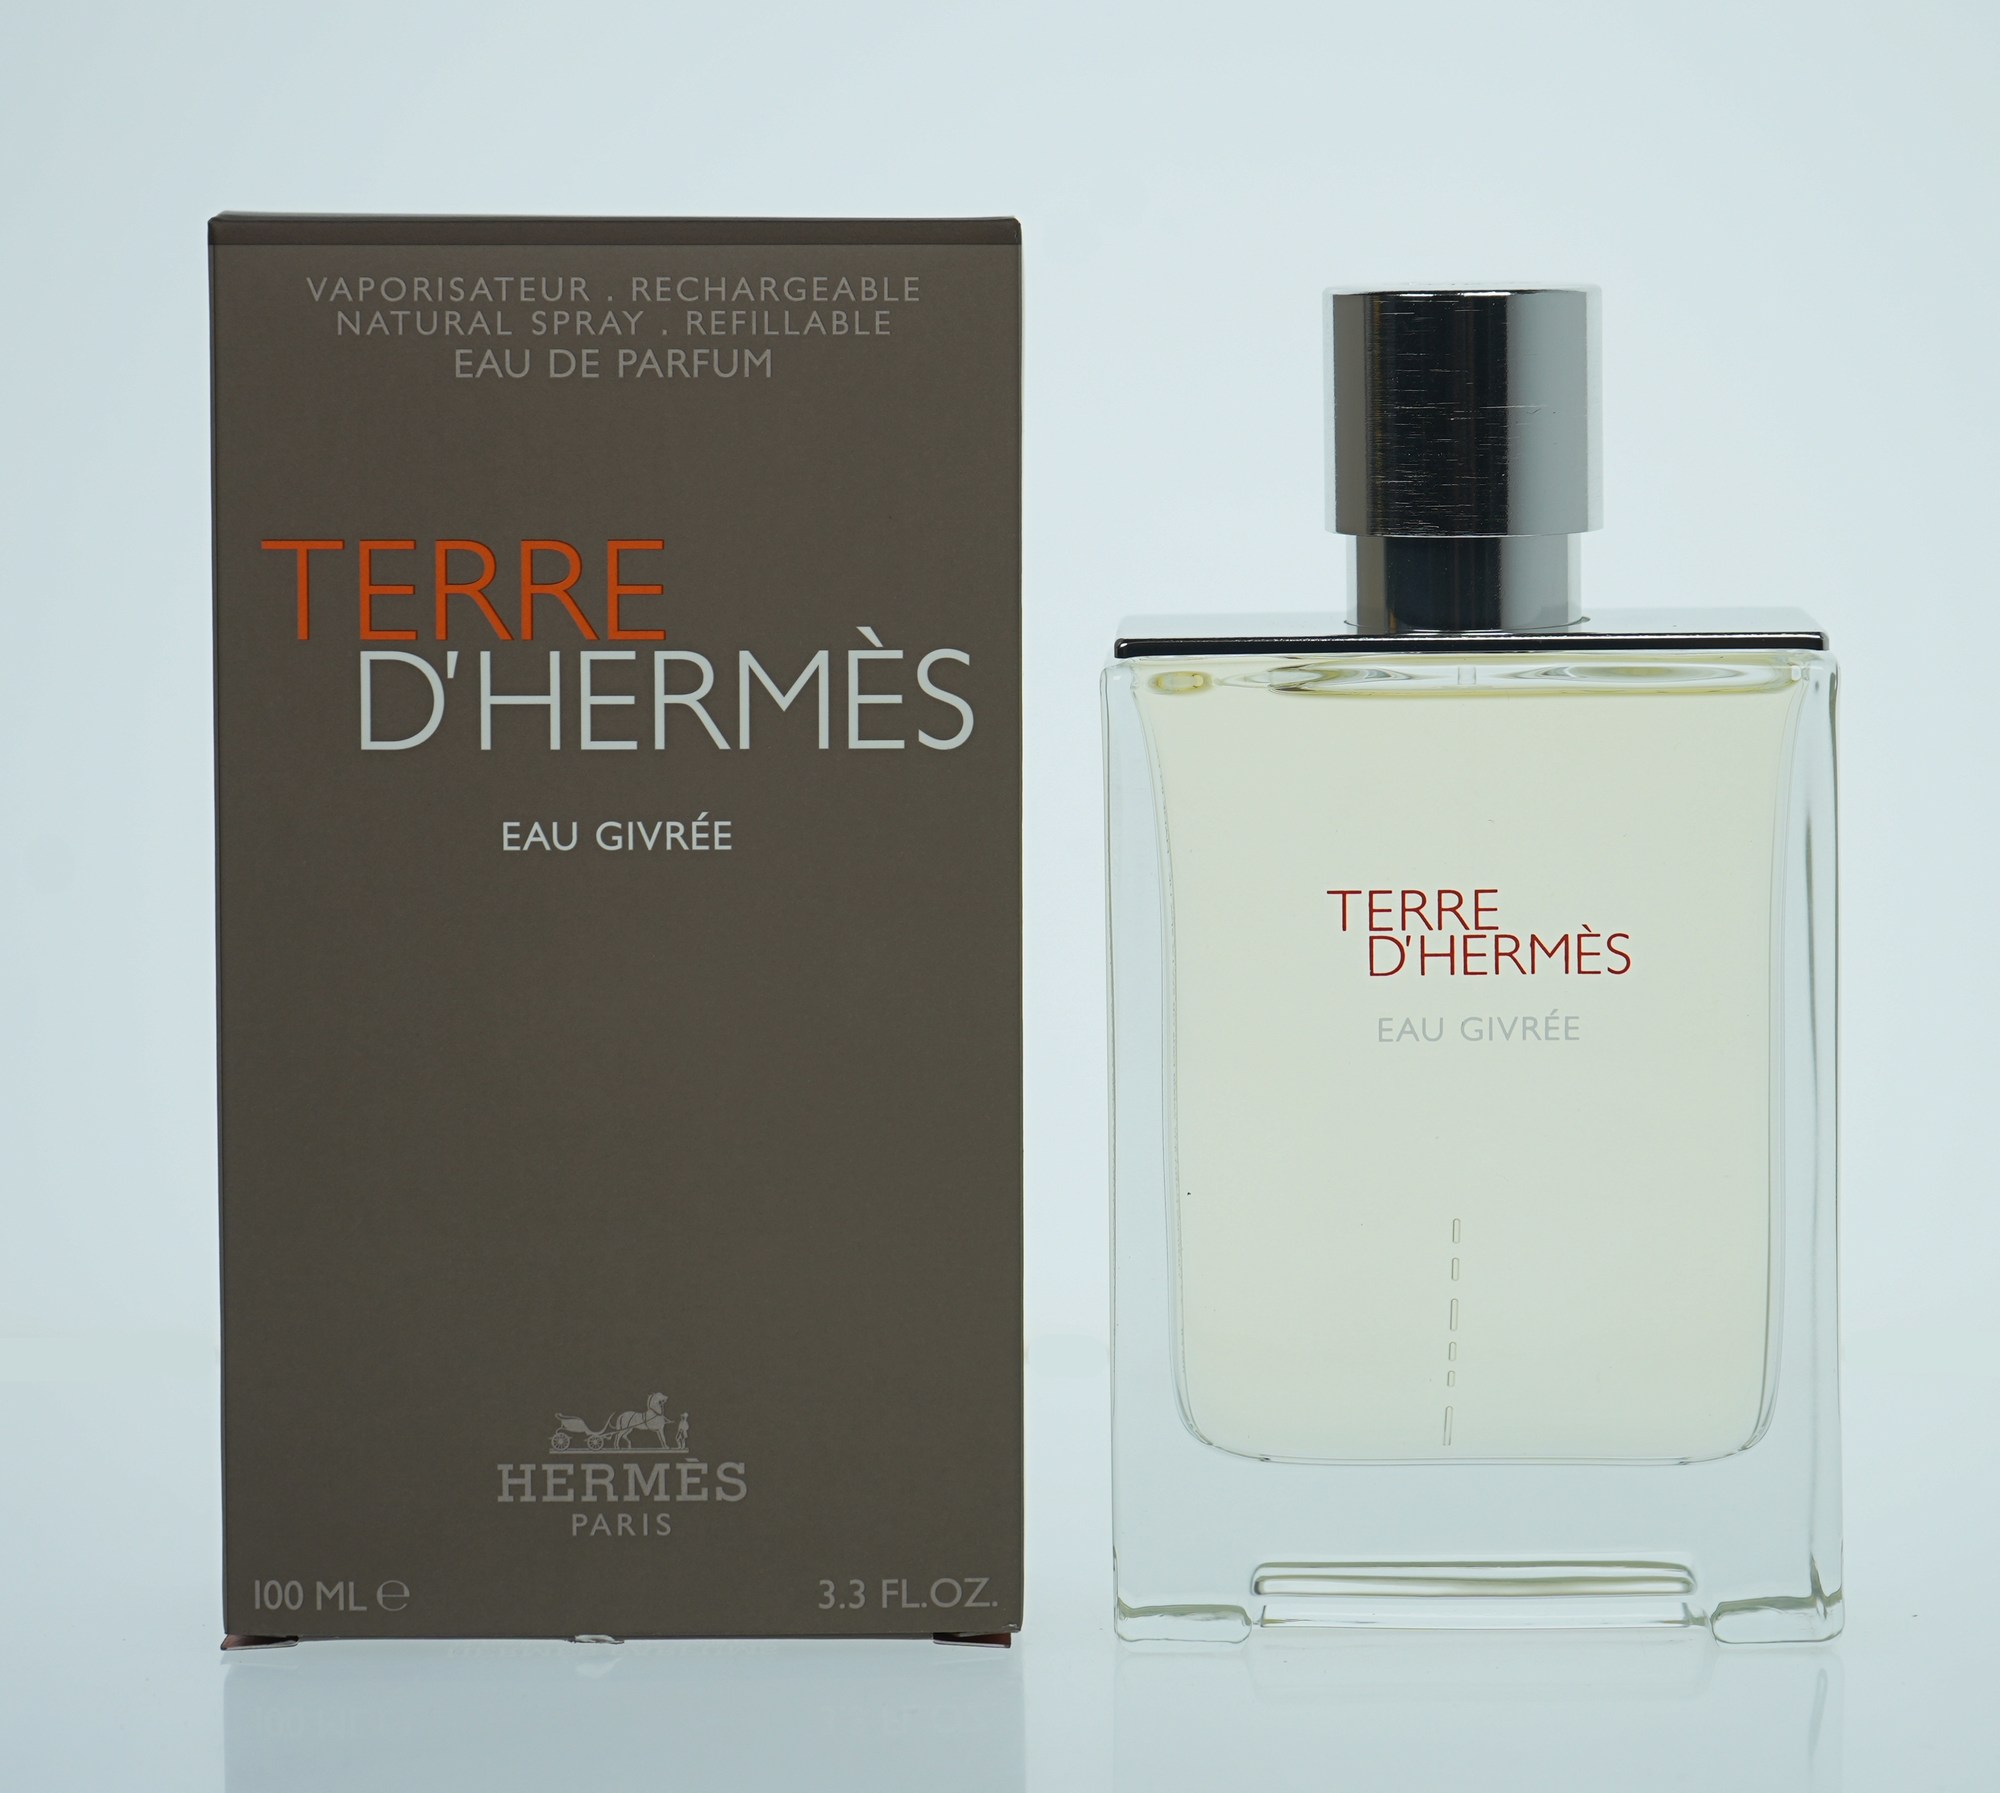 VAPORISATEUR . RECHARGEABLE
NATURAL SPRAY . REFILLABLE
EAU DE PARFUM
TERRE
D'HERMÈS
EAU GIVRÉE
HERMÈS
PARIS
100 ML ℮
3.3 FL.OZ.
TERRE
D'HERMÈS
EAU GIVRÉE